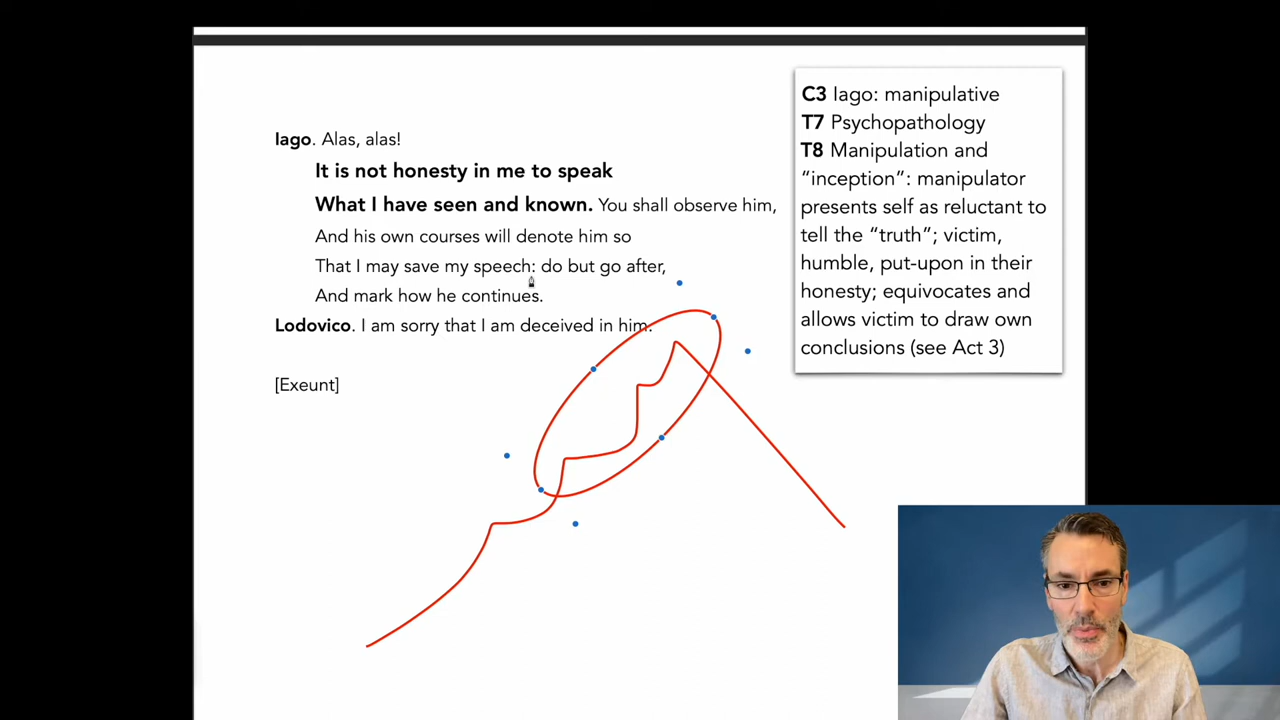 Iago. Alas, alas!
It is not honesty in me to speak
What I have seen and known. You shall observe him,
And his own courses will denote him so
That I may save my speech: do but go after,
And mark how he continues.
Lodovico. I am sorry that I am deceived in him.
[Exeunt]
C3 Iago: manipulative
T7 Psychopathology
T8 Manipulation and
“inception”: manipulator
presents self as reluctant to
tell the “truth”; victim,
humble, put-upon in their
honesty; equivocates and
allows victim to draw own
conclusions (see Act 3)